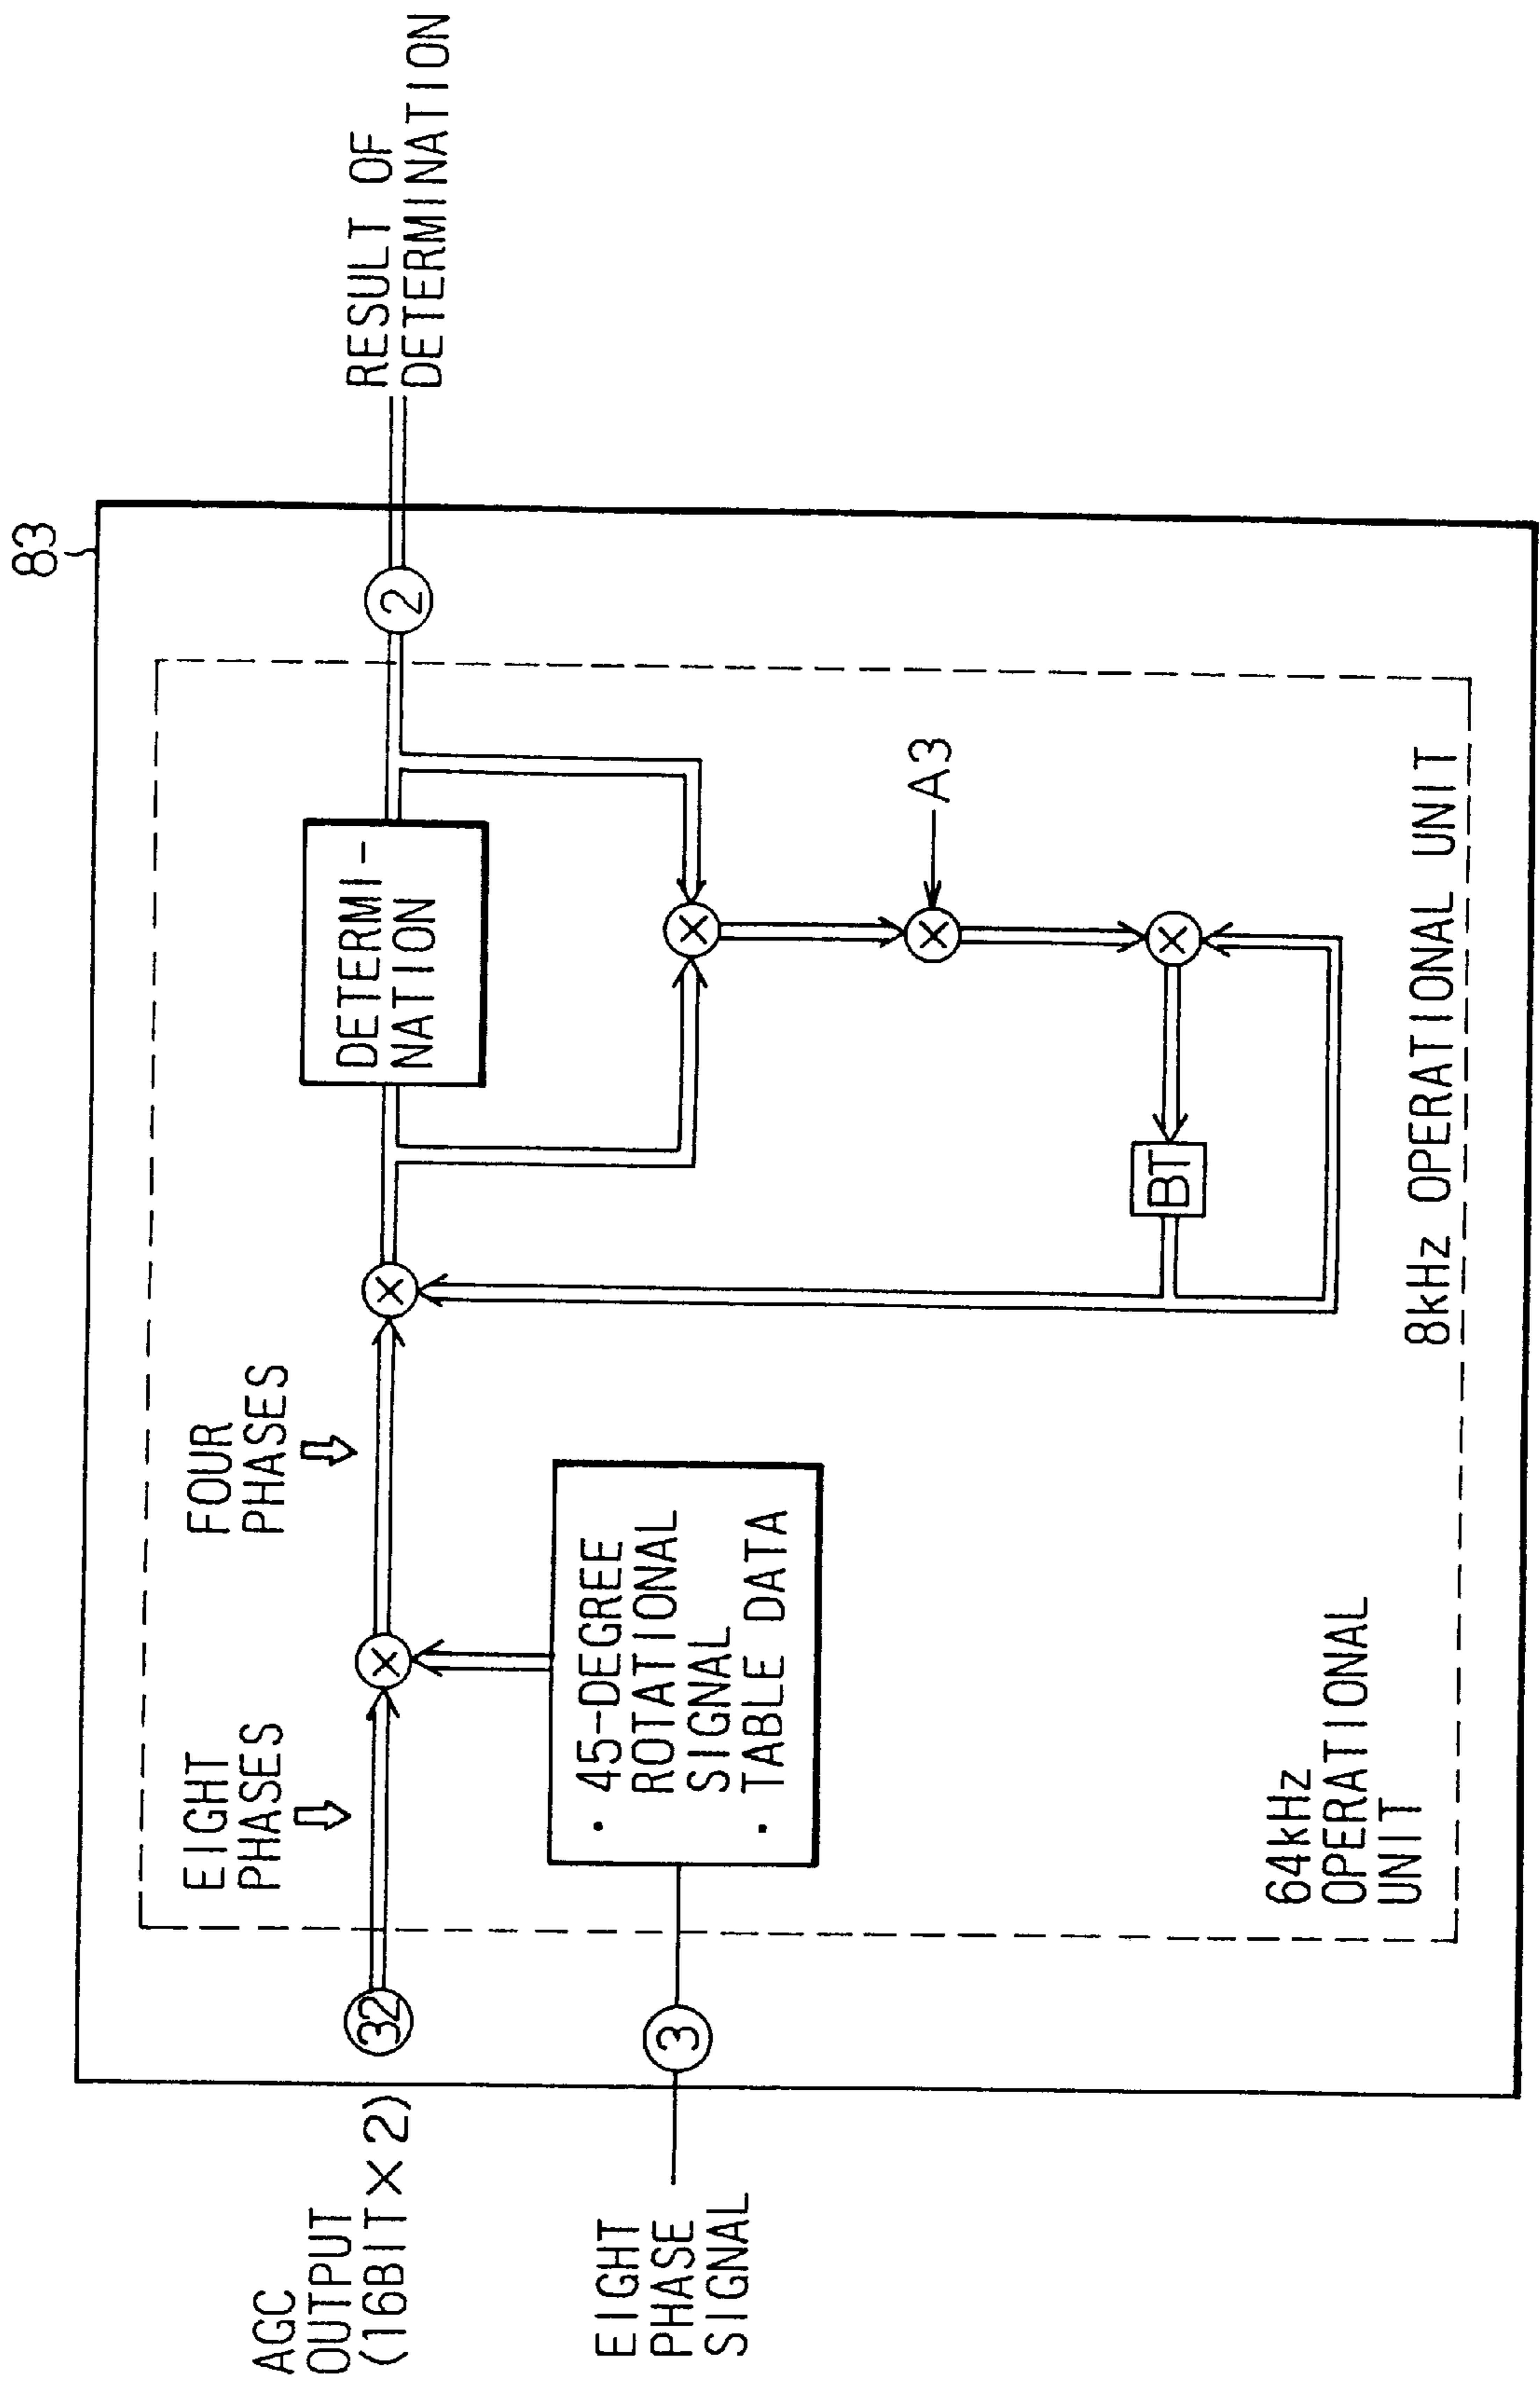 83
AGC
OUTPUT
(16BIT×2)
32
EIGHT
PHASES
⇩
×
FOUR
PHASES
⇩
×
DETERMI-
NATION
2
RESULT OF
DETERMINATION
EIGHT
PHASE
SIGNAL
3
· 45-DEGREE
ROTATIONAL
SIGNAL
· TABLE DATA
×
×
A3
×
BT
64kHz
OPERATIONAL
UNIT
8kHz OPERATIONAL UNIT